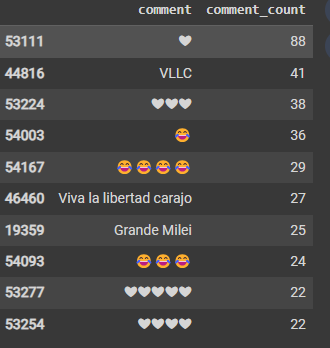 comment comment_count
53111 ♥ 88
44816 VLLC 41
53224 ♥♥♥ 38
54003 😂 36
54167 😂😂😂😂 29
46460 Viva la libertad carajo 27
19359 Grande Milei 25
54093 😂😂😂 24
53277 ♥♥♥♥♥ 22
53254 ♥♥♥♥ 22